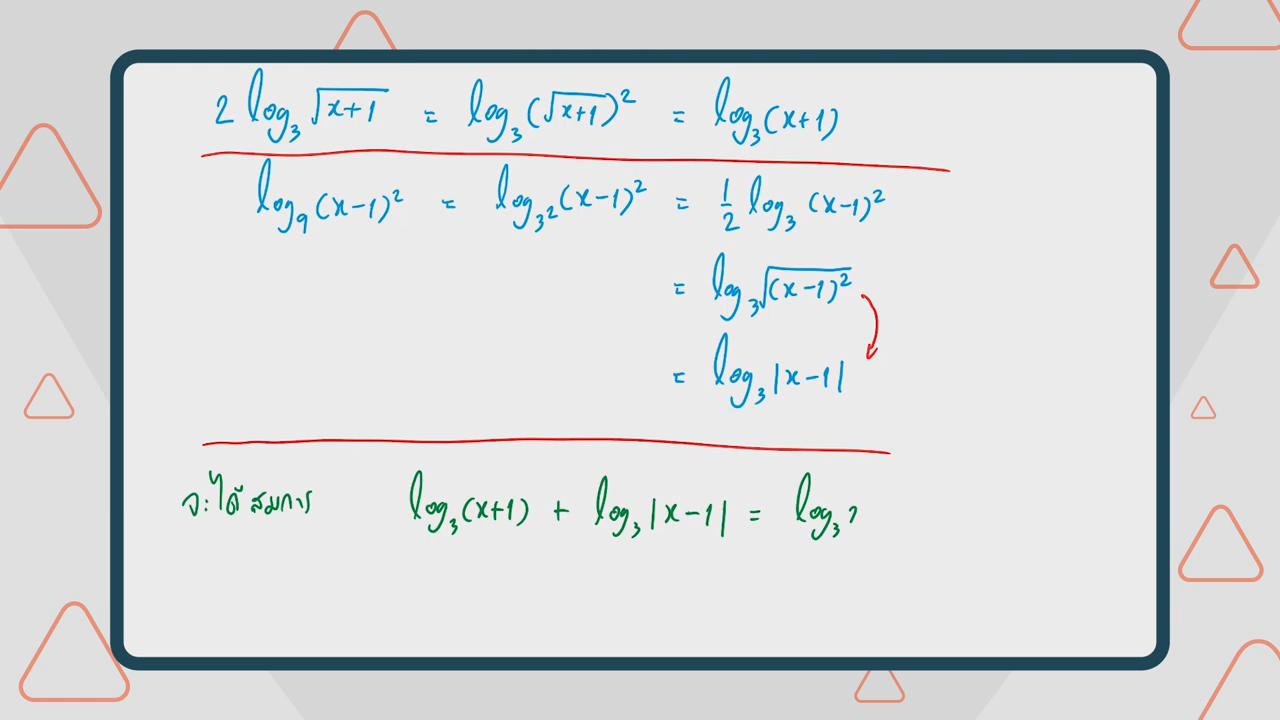 2 log₃ √(x+1) = log₃ (√(x+1))² = log₃ (x+1)
log₉ (x−1)² = log₃² (x−1)² = 1/2 log₃ (x−1)²
= log₃ √((x−1)²)
= log₃ |x−1|
จะได้ สมการ log₃ (x+1) + log₃ |x−1| = log₃